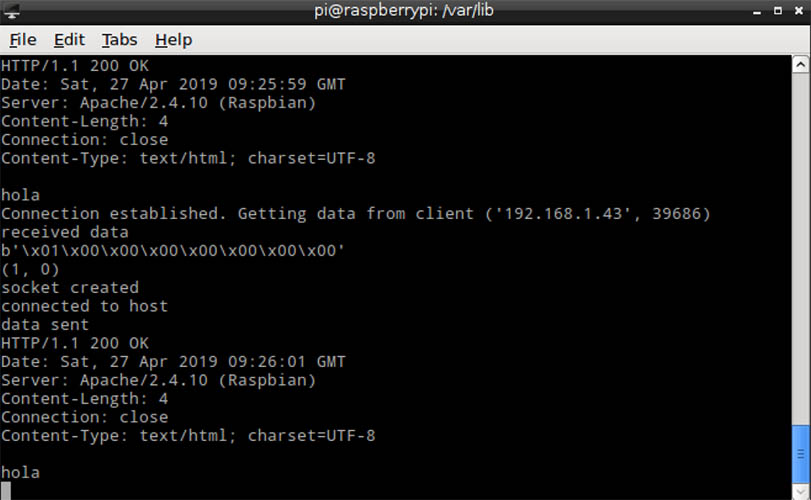 pi@raspberrypi: /var/lib
File Edit Tabs Help
HTTP/1.1 200 OK
Date: Sat, 27 Apr 2019 09:25:59 GMT
Server: Apache/2.4.10 (Raspbian)
Content-Length: 4
Connection: close
Content-Type: text/html; charset=UTF-8
hola
Connection established. Getting data from client ('192.168.1.43', 39686)
received data
b'\x01\x00\x00\x00\x00\x00\x00\x00'
(1, 0)
socket created
connected to host
data sent
HTTP/1.1 200 OK
Date: Sat, 27 Apr 2019 09:26:01 GMT
Server: Apache/2.4.10 (Raspbian)
Content-Length: 4
Connection: close
Content-Type: text/html; charset=UTF-8
hola